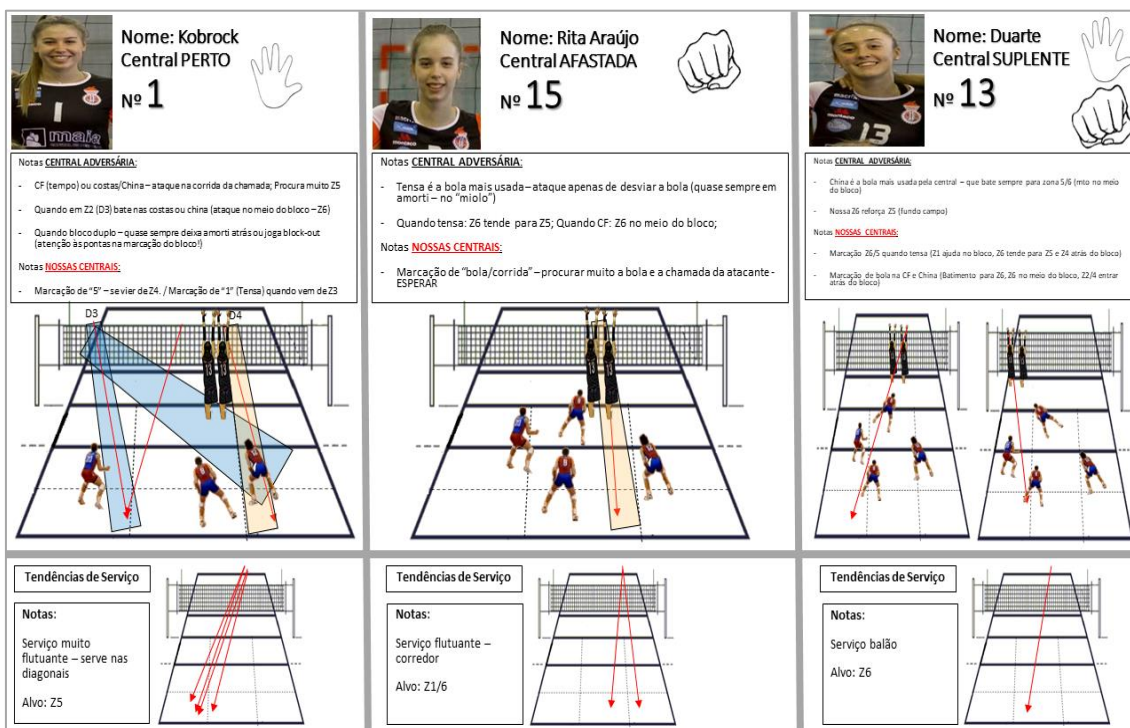 Nome: Kobrock
Central PERTO
Nº 1
1
maia
Notas CENTRAL ADVERSÁRIA:
- CF (tempo) ou costas/China – ataque na corrida da chamada; Procura muito Z5
- Quando em Z2 (D3) bate nas costas ou china (ataque no meio do bloco – Z6)
- Quando bloco duplo – quase sempre deixa amorti atrás ou joga block-out
(atenção às pontas na marcação do bloco!)
Notas NOSSAS CENTRAIS:
- Marcação de "5" – se vier de Z4. / Marcação de "1" (Tensa) quando vem de Z3
D3
D4
Tendências de Serviço
Notas:
Serviço muito
flutuante – serve nas
diagonais
Alvo: Z5
Nome: Rita Araújo
Central AFASTADA
Nº 15
Notas CENTRAL ADVERSÁRIA:
- Tensa é a bola mais usada – ataque apenas de desviar a bola (quase sempre em
amorti – no "miolo")
- Quando tensa: Z6 tende para Z5; Quando CF: Z6 no meio do bloco;
Notas NOSSAS CENTRAIS:
- Marcação de "bola/corrida" – procurar muito a bola e a chamada da atacante -
ESPERAR
Tendências de Serviço
Notas:
Serviço flutuante –
corredor
Alvo: Z1/6
Nome: Duarte
Central SUPLENTE
Nº 13
13
Notas CENTRAL ADVERSÁRIA:
- China é a bola mais usada pela central – que bate sempre para zona 5/6 (mto no meio
do bloco)
- Nossa Z6 reforça Z5 (fundo campo)
Notas NOSSAS CENTRAIS:
- Marcação Z6/5 quando tensa (Z1 ajuda no bloco, Z6 tende para Z5 e Z4 atrás do bloco)
- Marcação de bola na CF e China (Batimento para Z6, Z6 no meio do bloco, Z2/4 entrar
atrás do bloco)
Tendências de Serviço
Notas:
Serviço balão
Alvo: Z6